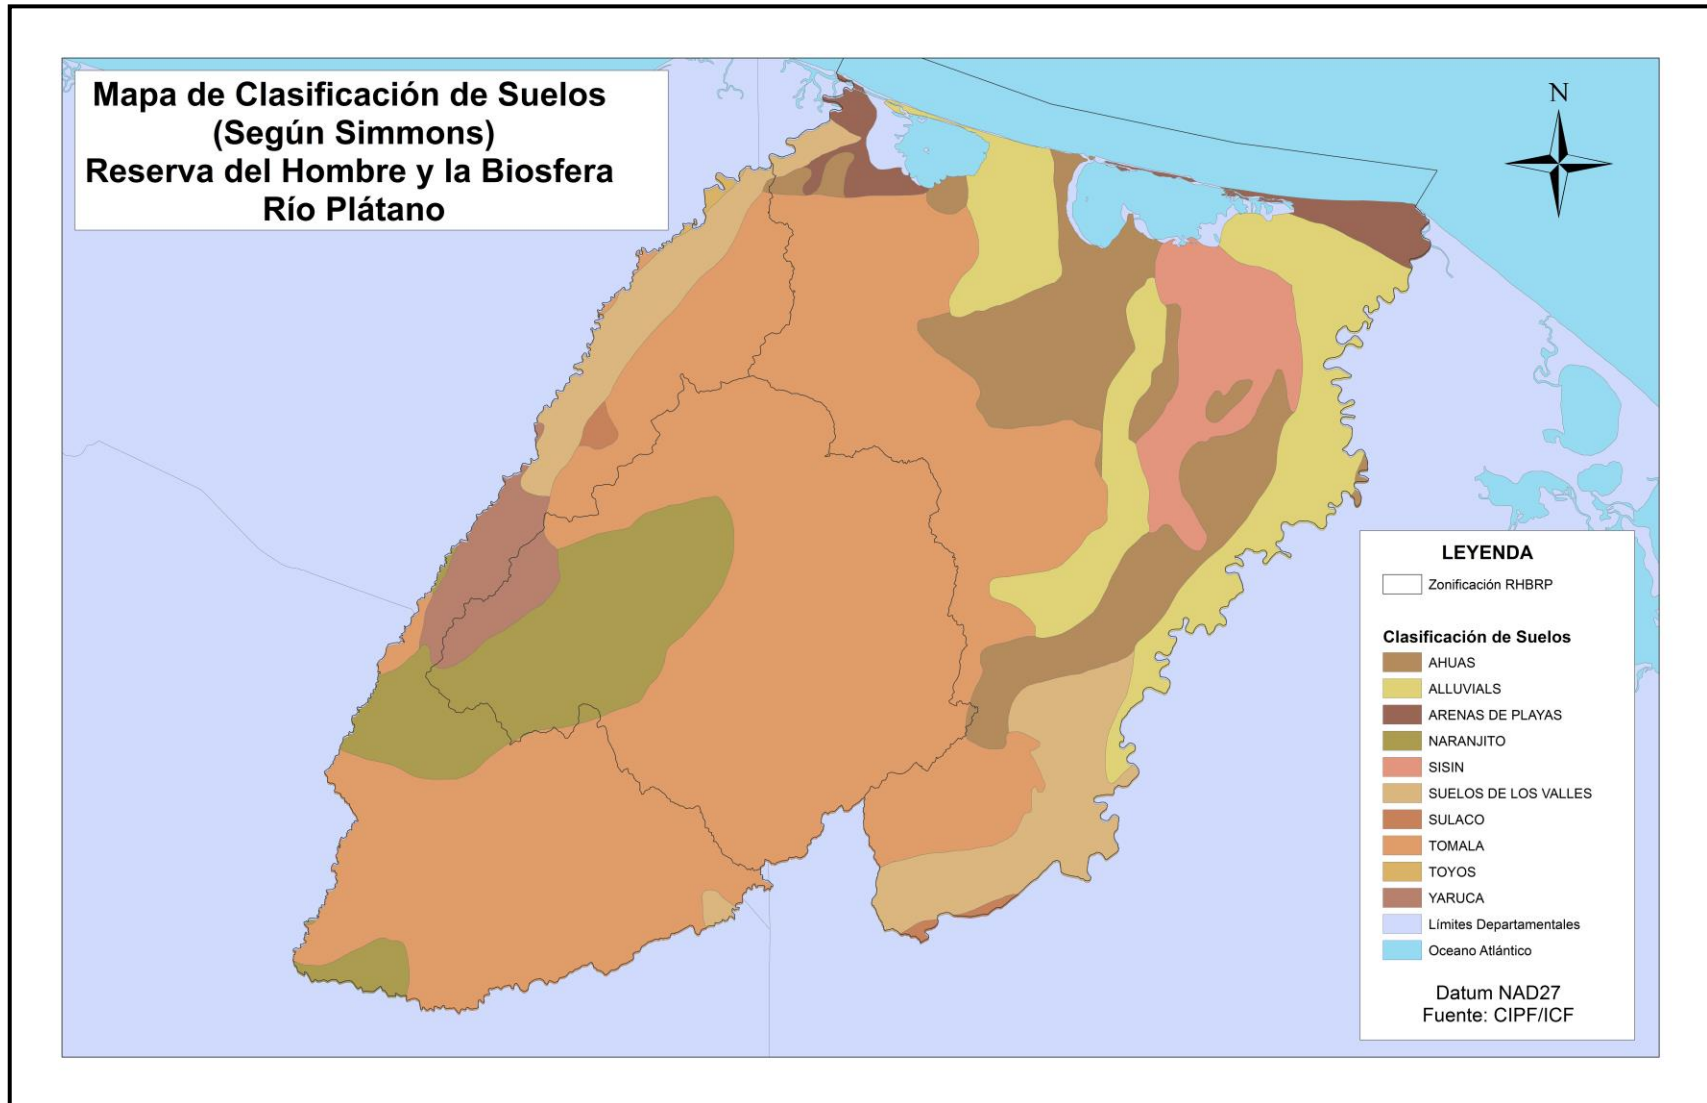 Mapa de Clasificación de Suelos
(Según Simmons)
Reserva del Hombre y la Biosfera
Río Plátano
N
LEYENDA
Zonificación RHBRP
Clasificación de Suelos
AHUAS
ALLUVIALS
ARENAS DE PLAYAS
NARANJITO
SISIN
SUELOS DE LOS VALLES
SULACO
TOMALA
TOYOS
YARUCA
Límites Departamentales
Oceano Atlántico
Datum NAD27
Fuente: CIPF/ICF